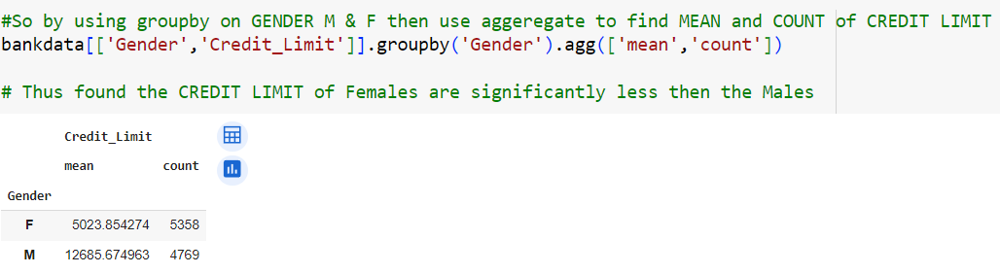 #So by using groupby on GENDER M & F then use aggeregate to find MEAN and COUNT of CREDIT LIMIT
bankdata[['Gender','Credit_Limit']].groupby('Gender').agg(['mean','count'])
# Thus found the CREDIT LIMIT of Females are significantly less then the Males
Credit_Limit
mean count
Gender
F 5023.854274 5358
M 12685.674963 4769